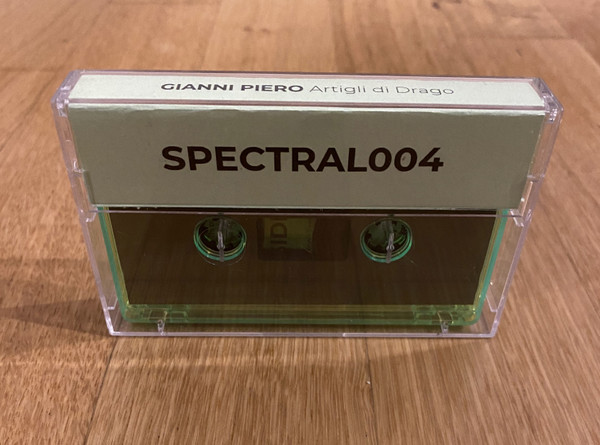 GIANNI PIERO Artigli di Drago
SPECTRAL004